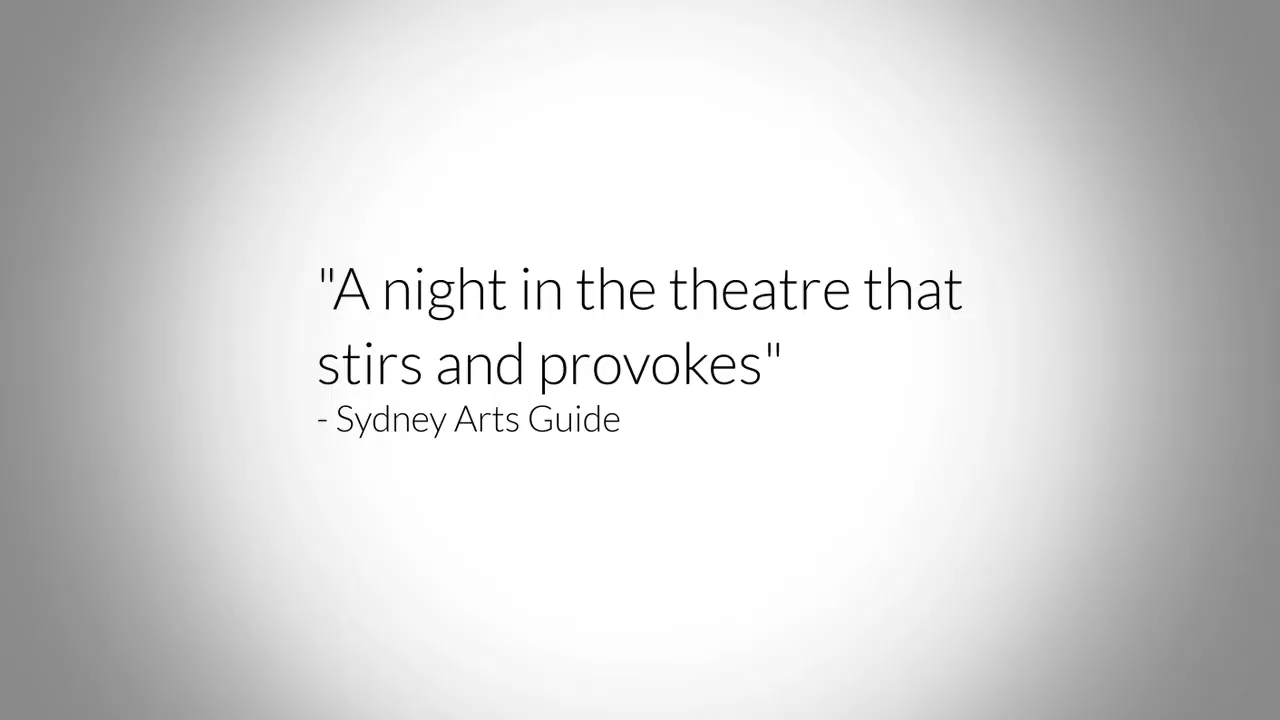 "A night in the theatre that
stirs and provokes"
- Sydney Arts Guide